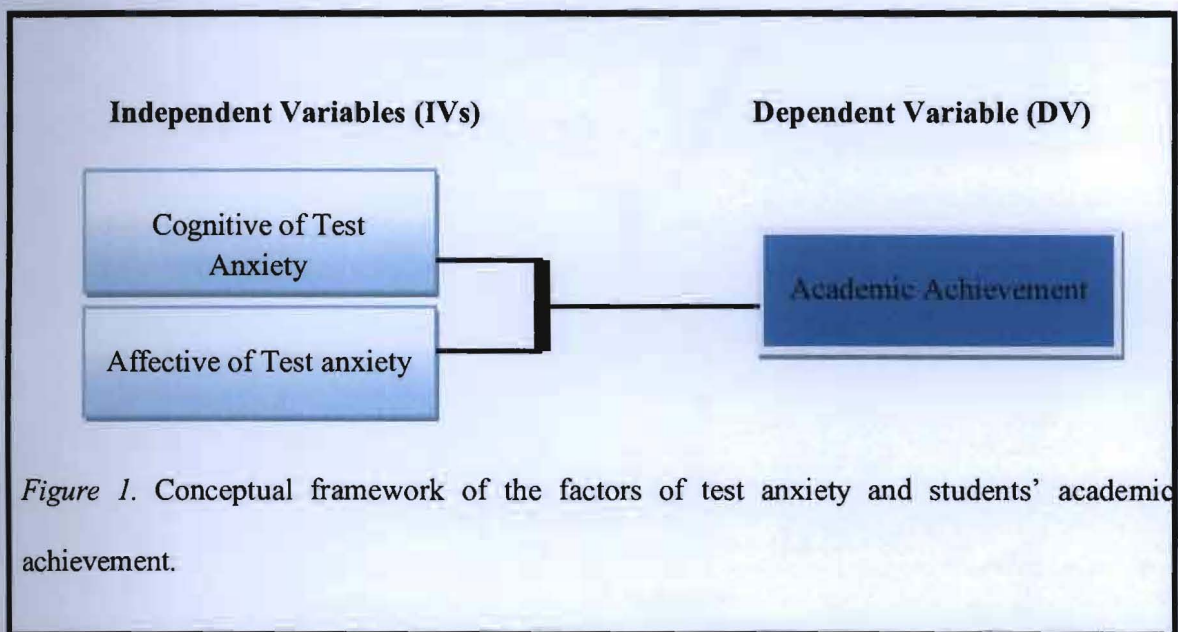 Independent Variables (IVs)
Dependent Variable (DV)
Cognitive of Test
Anxiety
Academic Achievement
Affective of Test anxiety
Figure 1. Conceptual framework of the factors of test anxiety and students' academic
achievement.